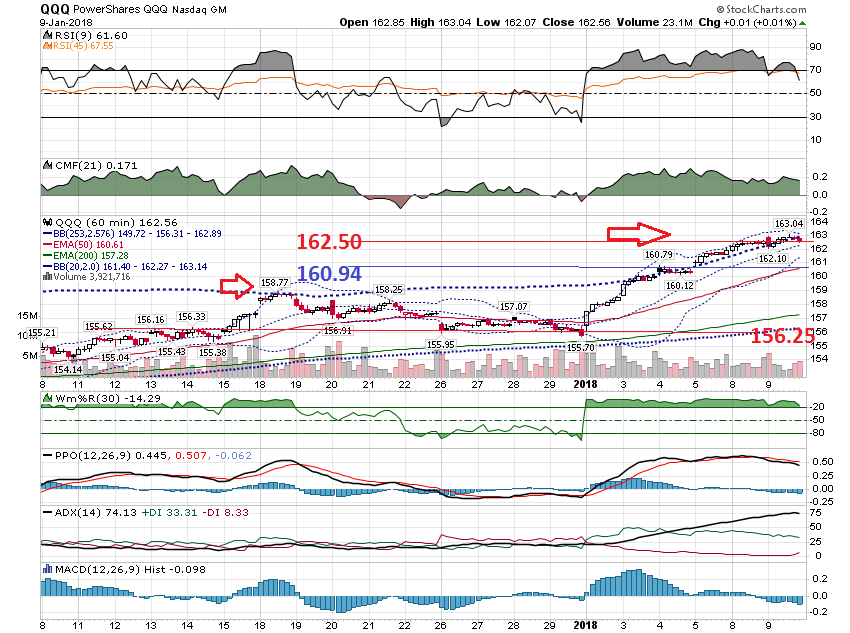 QQQ PowerShares QQQ Nasdaq GM © StockCharts.com
9-Jan-2018 Open 162.85 High 163.04 Low 162.07 Close 162.56 Volume 23.1M Chg +0.01 (+0.01%)
RSI(9) 61.60
RSI(45) 67.55
90
70
50
30
10
CMF(21) 0.171
0.2
0.0
-0.2
QQQ (60 min) 162.56
BB(253,2.576) 149.72 - 156.31 - 162.89
EMA(50) 160.61
EMA(200) 157.28
BB(20,2.0) 161.40 - 162.27 - 163.14
Volume 3,921,716
162.50
160.94
156.25
163.04
162.10
160.79
160.12
158.77
158.25
157.07
156.91
156.33
156.16
155.95
155.70
155.62
155.43
155.38
155.21
155.04
154.14
15M
10M
5M
164
163
162
161
160
159
158
157
156
155
154
8 11 12 13 14 15 18 19 20 21 22 26 27 28 29 2018 3 4 5 8 9
Wm%R(30) -14.29
-20
-50
-80
PPO(12,26,9) 0.445, 0.507, -0.062
0.50
0.25
0.00
-0.25
ADX(14) 74.13 +DI 33.31 -DI 8.33
75
50
25
0
MACD(12,26,9) Hist -0.098
0.2
0.0
-0.2
8 11 12 13 14 15 18 19 20 21 22 26 27 28 29 2018 3 4 5 8 9